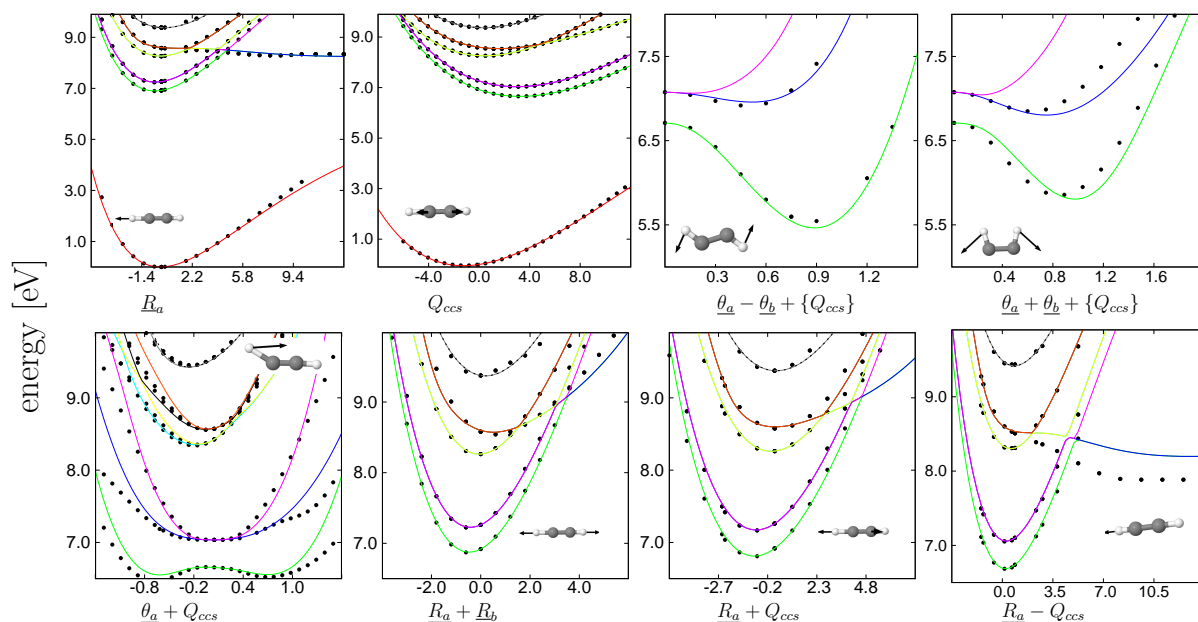 energy [eV]
9.0
7.0
5.0
3.0
1.0
-1.4 2.2 5.8 9.4
R_a
9.0
7.0
5.0
3.0
1.0
-4.0 0.0 4.0 8.0
Q_ccs
7.5
6.5
5.5
0.3 0.6 0.9 1.2
θ_a − θ_b + {Q_ccs}
7.5
6.5
5.5
0.4 0.8 1.2 1.6
θ_a + θ_b + {Q_ccs}
9.0
8.0
7.0
-0.8 -0.2 0.4 1.0
θ_a + Q_ccs
9.0
8.0
7.0
-2.0 0.0 2.0 4.0
R_a + R_b
9.0
8.0
7.0
-2.7 -0.2 2.3 4.8
R_a + Q_ccs
9.0
8.0
7.0
0.0 3.5 7.0 10.5
R_a − Q_ccs